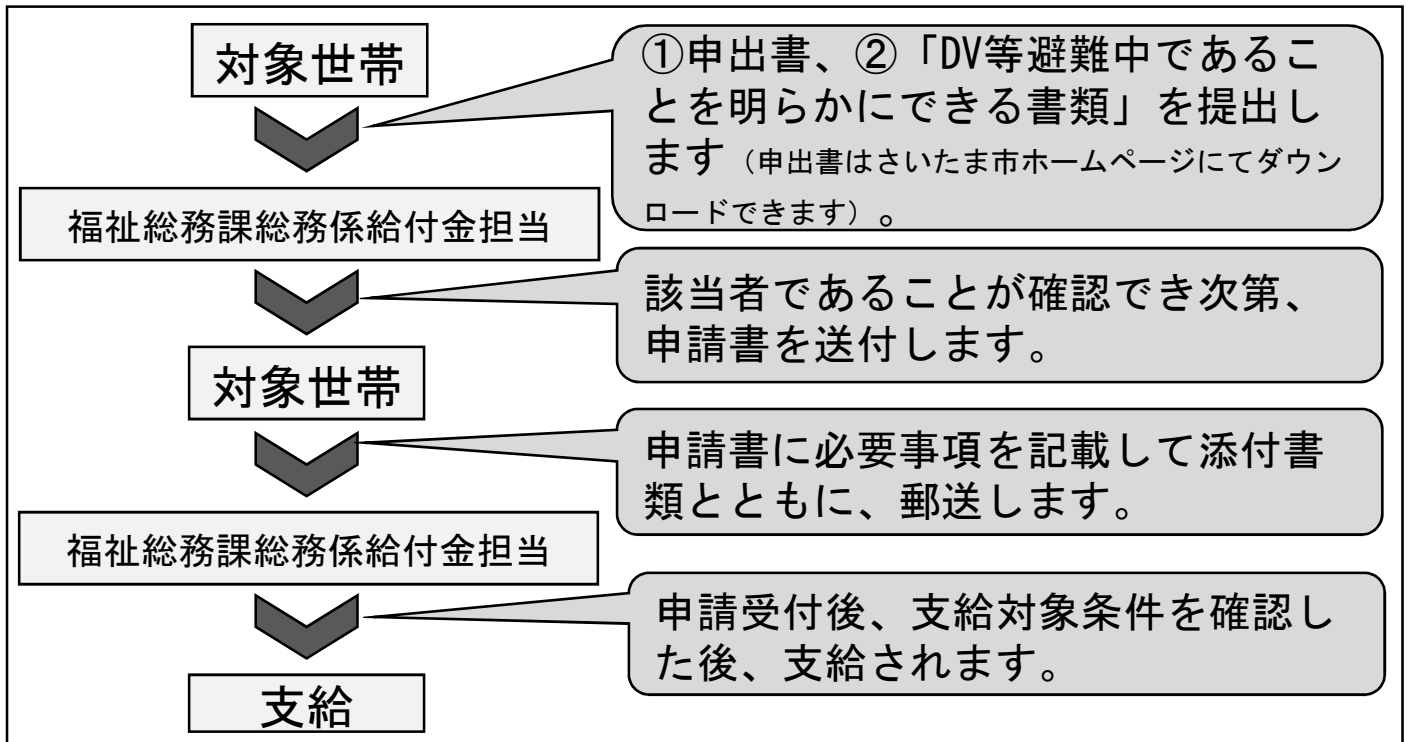 対象世帯
①申出書、②「DV等避難中であるこ
とを明らかにできる書類」を提出し
ます（申出書はさいたま市ホームページにてダウン
ロードできます）。
福祉総務課総務係給付金担当
該当者であることが確認でき次第、
申請書を送付します。
対象世帯
申請書に必要事項を記載して添付書
類とともに、郵送します。
福祉総務課総務係給付金担当
申請受付後、支給対象条件を確認し
た後、支給されます。
支給